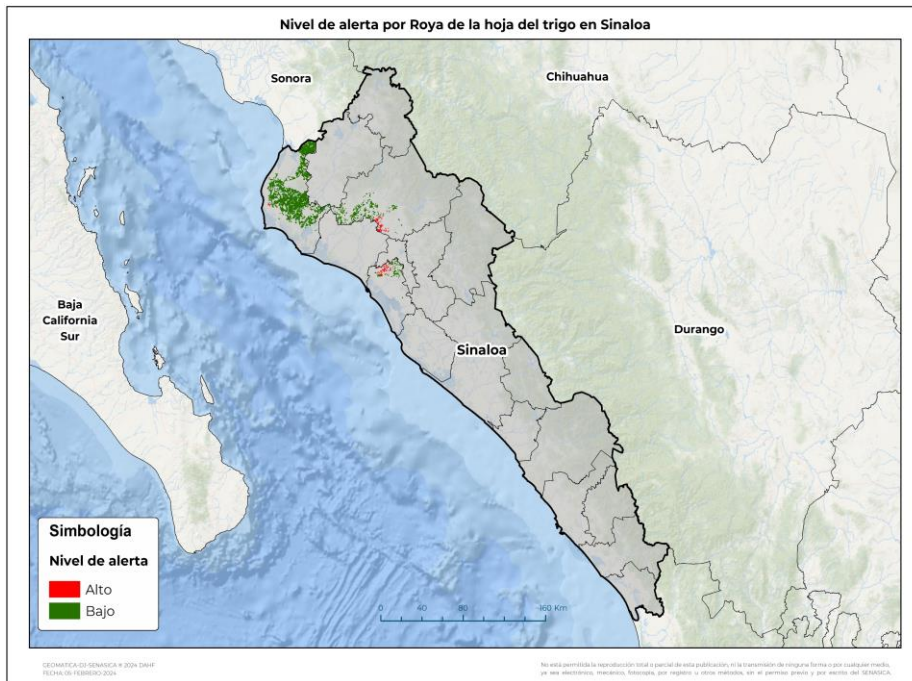 Nivel de alerta por Roya de la hoja del trigo en Sinaloa
Sonora
Chihuahua
Baja
California
Sur
Durango
Sinaloa
Simbología
Nivel de alerta
Alto
Bajo
0 40 80 160 Km
GEOMATICA-DJ-SENASICA © 2024 DAHF
FECHA: 05-FEBRERO-2024
No está permitida la reproducción total o parcial de esta publicación, ni la transmisión de ninguna forma o por cualquier medio,
ya sea electrónico, mecánico, fotocopia, por registro u otros métodos, sin el permiso previo y por escrito del SENASICA.